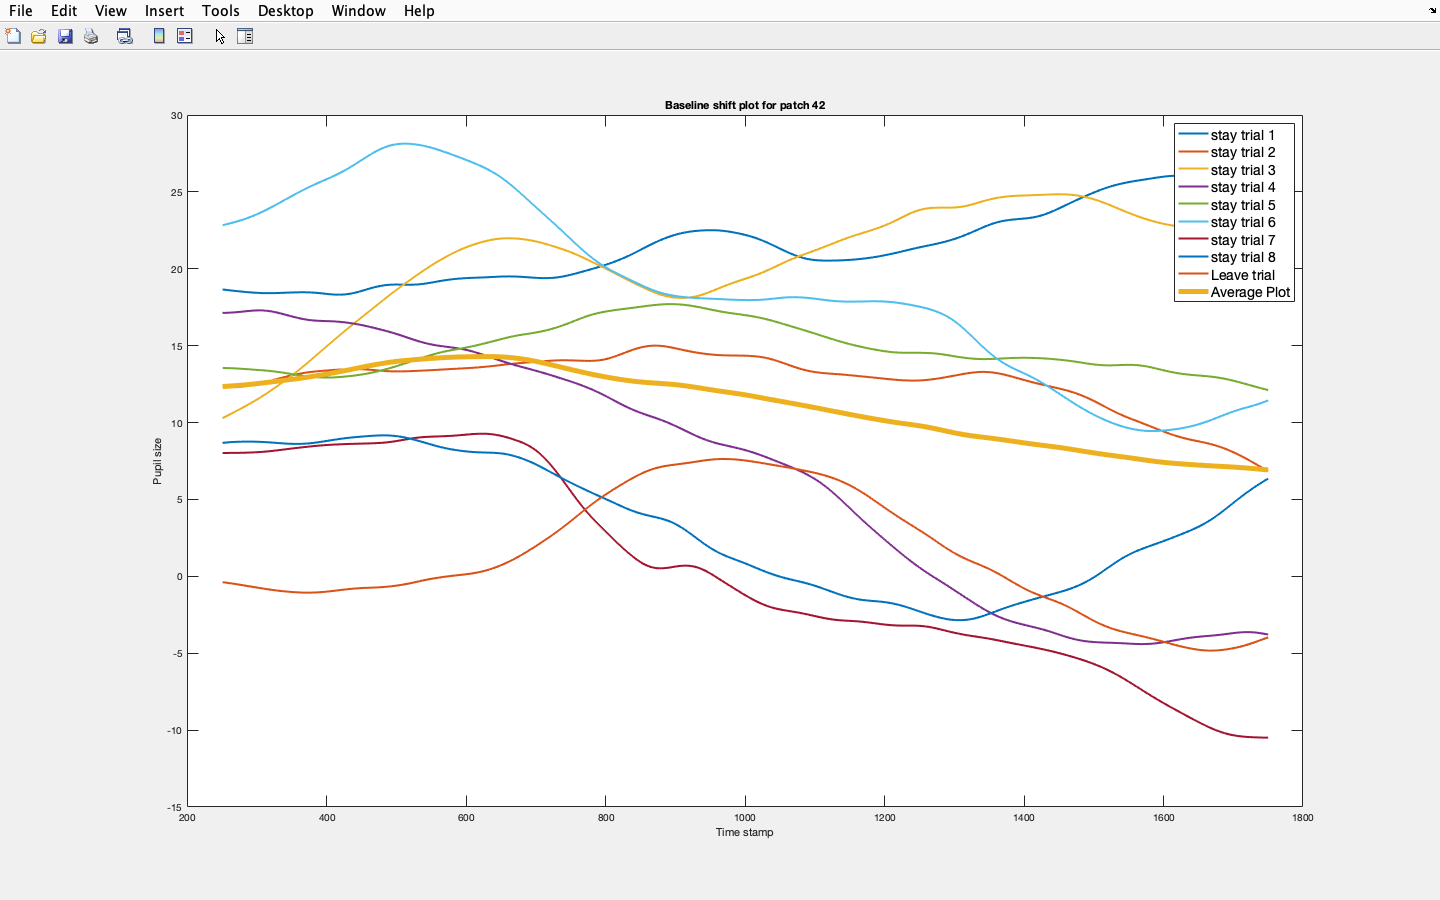 File Edit View Insert Tools Desktop Window Help
Baseline shift plot for patch 42
30
25
20
15
10
5
0
-5
-10
-15
Pupil size
200 400 600 800 1000 1200 1400 1600 1800
Time stamp
stay trial 1
stay trial 2
stay trial 3
stay trial 4
stay trial 5
stay trial 6
stay trial 7
stay trial 8
Leave trial
Average Plot